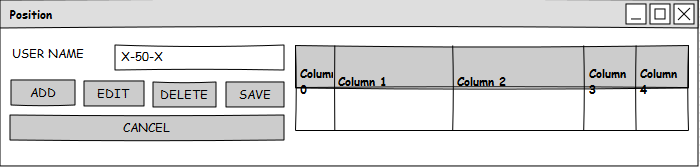 Position
USER NAME X-50-X
ADD EDIT DELETE SAVE
CANCEL
Column 0 Column 1 Column 2 Column 3 Column 4